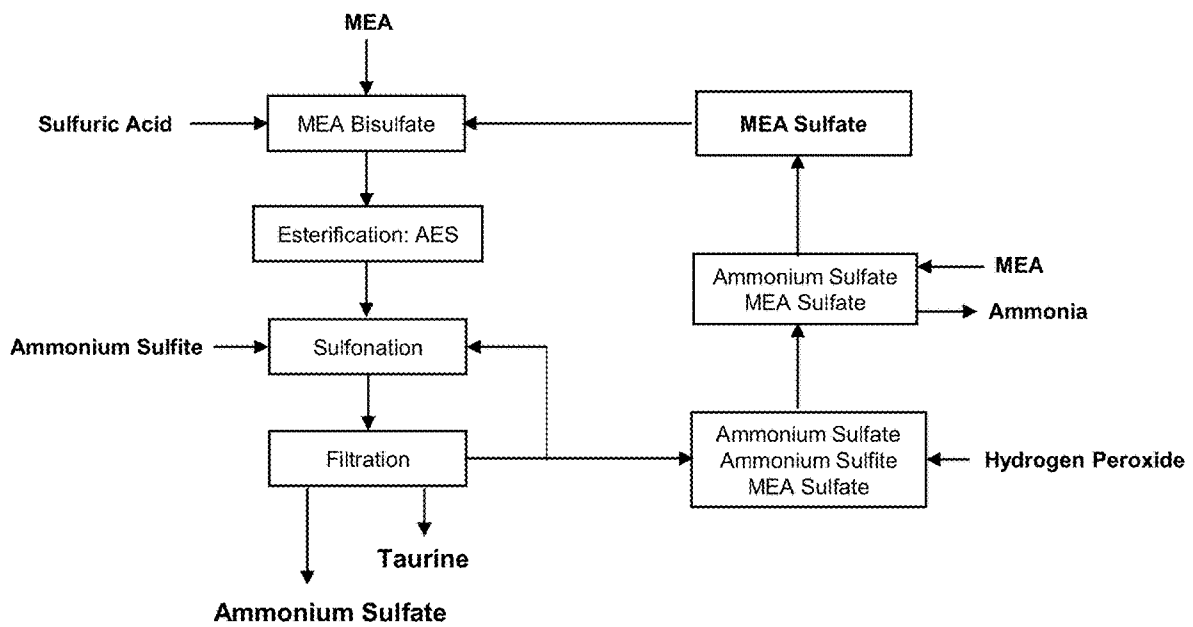 MEA
Sulfuric Acid
MEA Bisulfate
MEA Sulfate
Esterification: AES
Ammonium Sulfate
MEA Sulfate
MEA
Ammonia
Ammonium Sulfite
Sulfonation
Filtration
Ammonium Sulfate
Ammonium Sulfite
MEA Sulfate
Hydrogen Peroxide
Taurine
Ammonium Sulfate